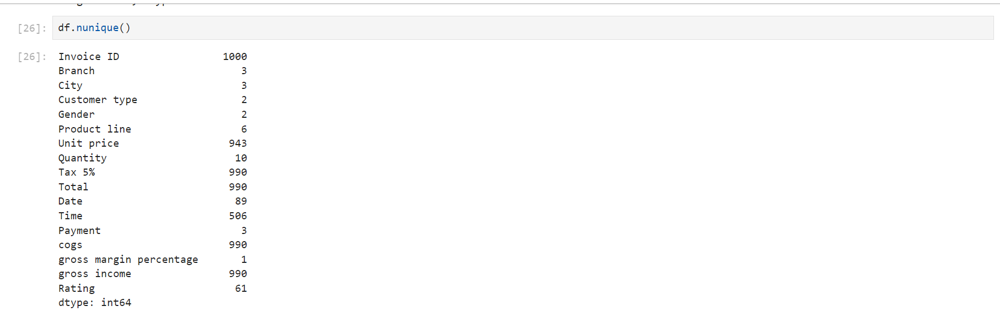 [26]: df.nunique()
[26]: Invoice ID 1000
Branch 3
City 3
Customer type 2
Gender 2
Product line 6
Unit price 943
Quantity 10
Tax 5% 990
Total 990
Date 89
Time 506
Payment 3
cogs 990
gross margin percentage 1
gross income 990
Rating 61
dtype: int64